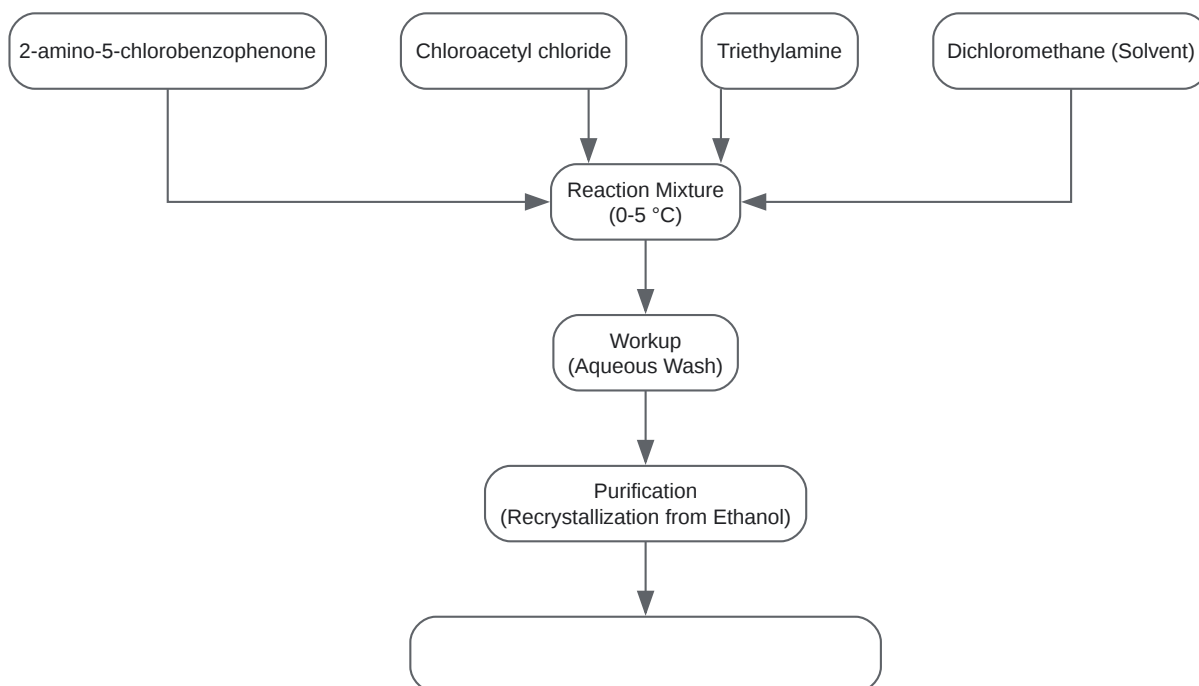 2-amino-5-chlorobenzophenone
Chloroacetyl chloride
Triethylamine
Dichloromethane (Solvent)
Reaction Mixture
(0-5 °C)
Workup
(Aqueous Wash)
Purification
(Recrystallization from Ethanol)